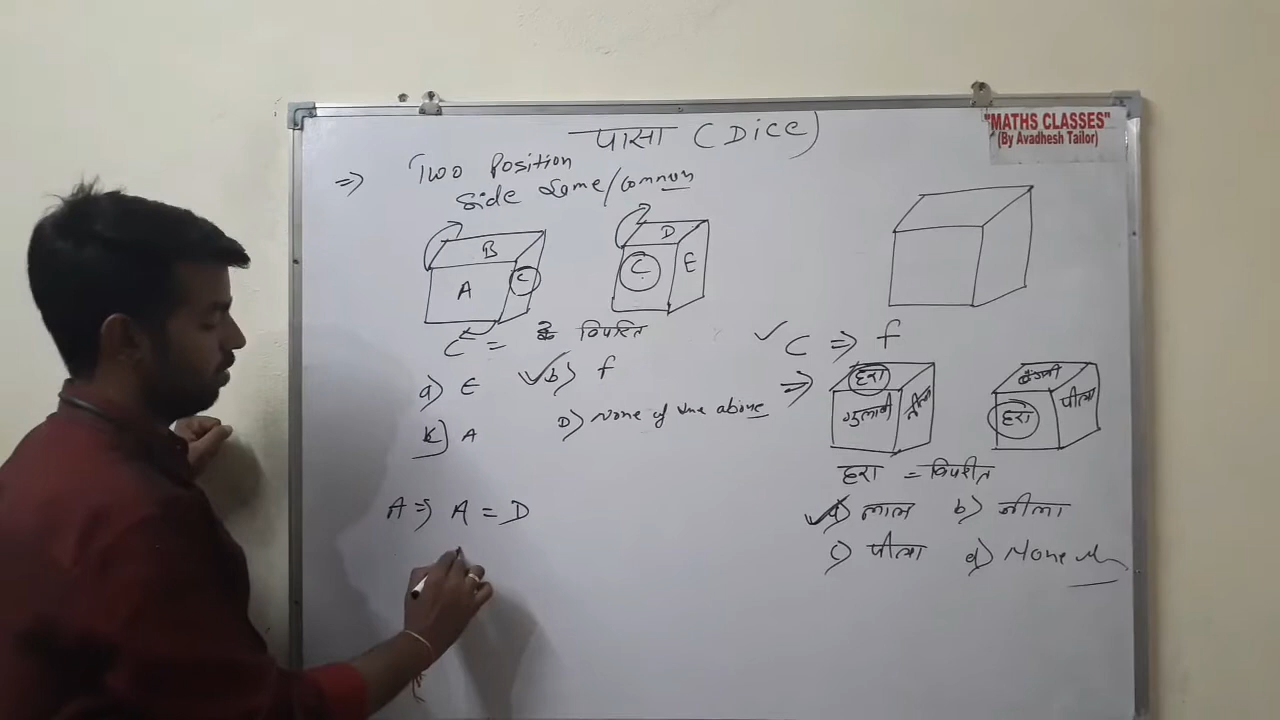 "MATHS CLASSES"
(By Avadhesh Tailor)
पासा (Dice)
=> Two Position
Side Same/Common
B
A
C
D
C
E
C = विपरित
a) E
b) f
A
D) None of the above
A => A = D
C => f
=>
हरा
गुलाबी
नीला
बैंगनी
हरा
पीला
हरा = विपरीत
a) लाल b) नीला
c) पीला d) None